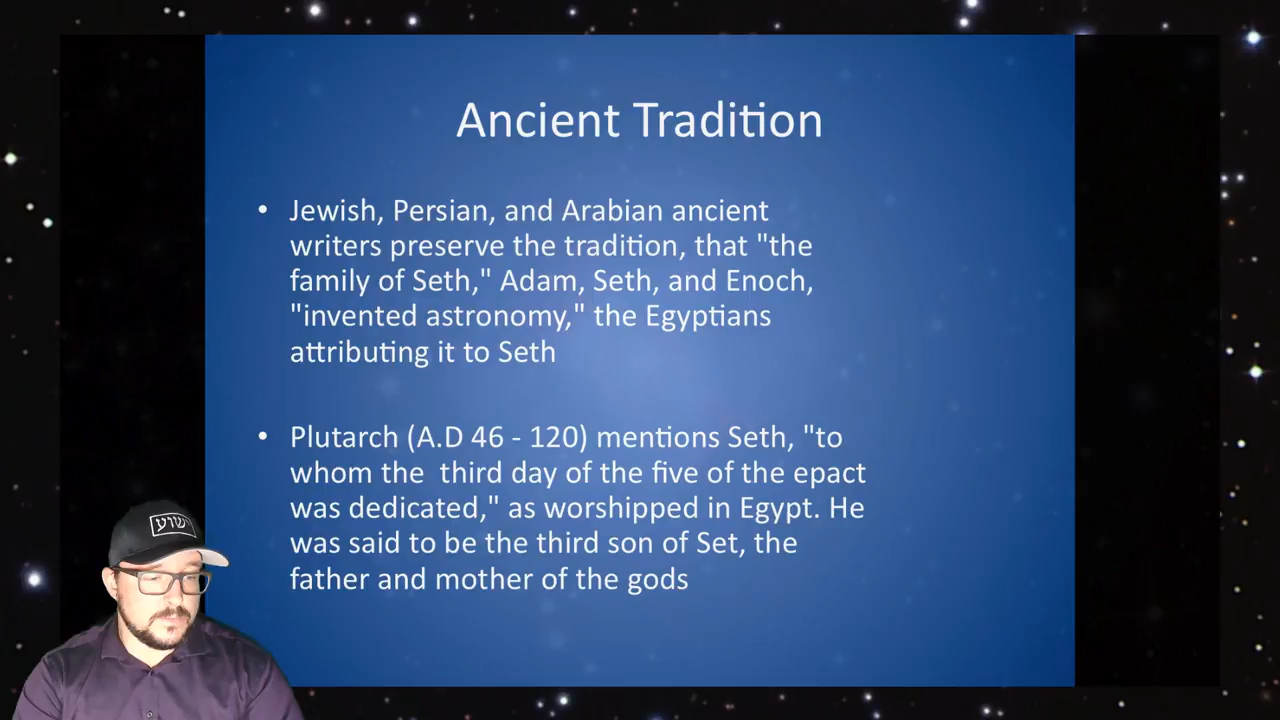 Ancient Tradition
• Jewish, Persian, and Arabian ancient
writers preserve the tradition, that "the
family of Seth," Adam, Seth, and Enoch,
"invented astronomy," the Egyptians
attributing it to Seth
• Plutarch (A.D 46 - 120) mentions Seth, "to
whom the  third day of the five of the epact
was dedicated," as worshipped in Egypt. He
was said to be the third son of Set, the
father and mother of the gods
ישוע